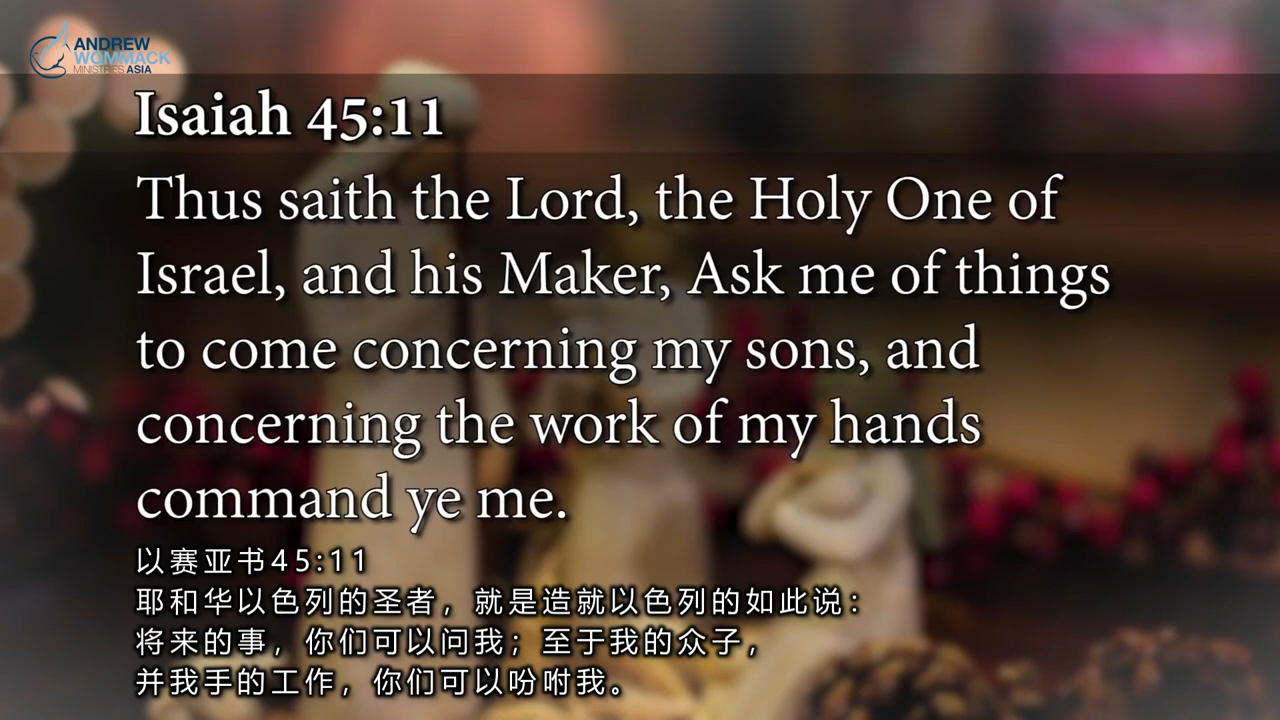 ANDREW
WOMMACK
MINISTRIES ASIA
Isaiah 45:11
Thus saith the Lord, the Holy One of
Israel, and his Maker, Ask me of things
to come concerning my sons, and
concerning the work of my hands
command ye me.
以赛亚书45:11
耶和华以色列的圣者，就是造就以色列的如此说：
将来的事，你们可以问我；至于我的众子，
并我手的工作，你们可以吩咐我。